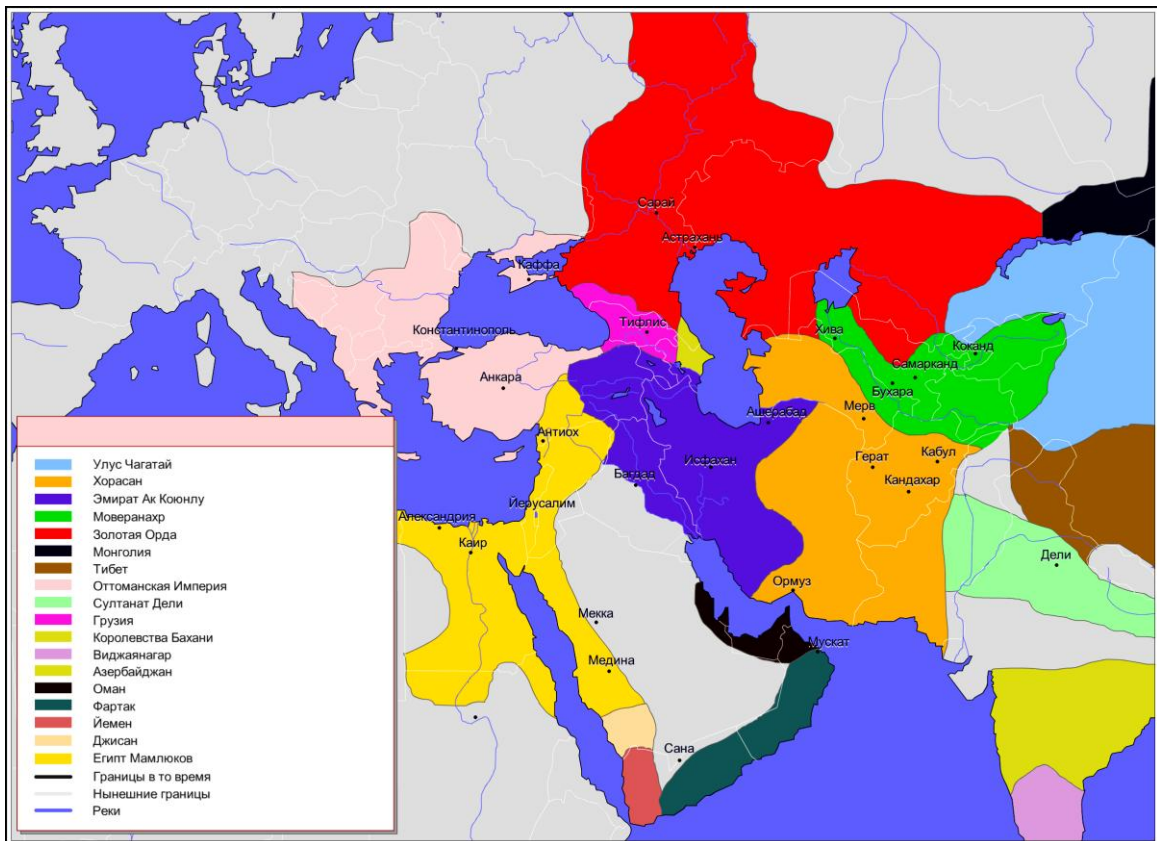 Сараи
Астрахань
Каффа
Тифлис
Константинополь
Хива
Коканд
Самарканд
Анкара
Бухара
Мерв
Ашерабад
Антиох
Исфахан
Герат
Кабул
Багдад
Кандахар
Йерусалим
Александрия
Каир
Дели
Ормуз
Мекка
Мускат
Медина
Сана
Улус Чагатай
Хорасан
Эмират Ак Коюнлу
Моверанахр
Золотая Орда
Монголия
Тибет
Оттоманская Империя
Султанат Дели
Грузия
Королевства Бахани
Виджаянагар
Азербайджан
Оман
Фартак
Йемен
Джисан
Египт Мамлюков
Границы в то время
Нынешние границы
Реки